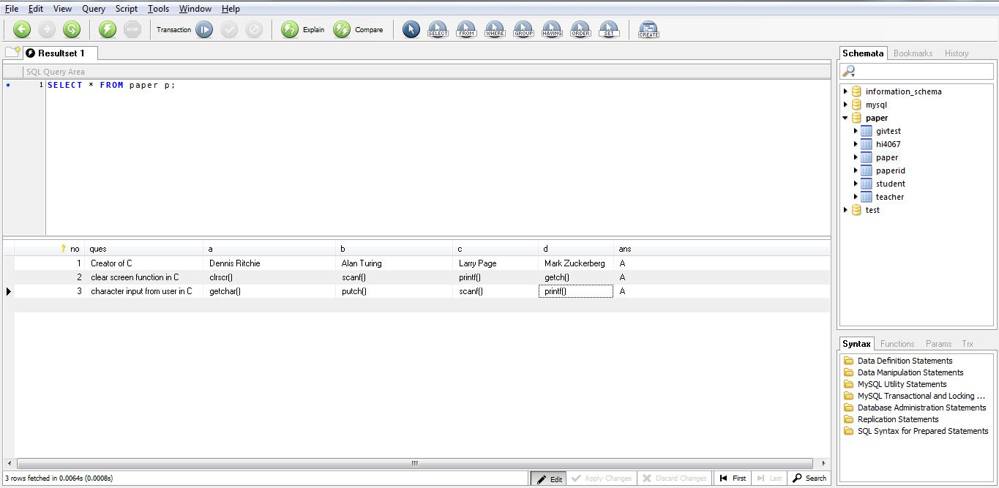 File Edit View Query Script Tools Window Help
STOP Transaction Explain Compare SELECT FROM WHERE GROUP HAVING ORDER SET CREATE
Resultset 1
SQL Query Area
1 SELECT * FROM paper p;
no ques a b c d ans
1 Creator of C Dennis Ritchie Alan Turing Larry Page Mark Zuckerberg A
2 clear screen function in C clrscr() scanf() printf() getch() A
3 character input from user in C getchar() putch() scanf() printf() A
3 rows fetched in 0.0064s (0.0008s) Edit Apply Changes Discard Changes First Last Search
Schemata Bookmarks History
information_schema
mysql
paper
givtest
hi4067
paper
paperid
student
teacher
test
Syntax Functions Params Trx
Data Definition Statements
Data Manipulation Statements
MySQL Utility Statements
MySQL Transactional and Locking ...
Database Administration Statements
Replication Statements
SQL Syntax for Prepared Statements